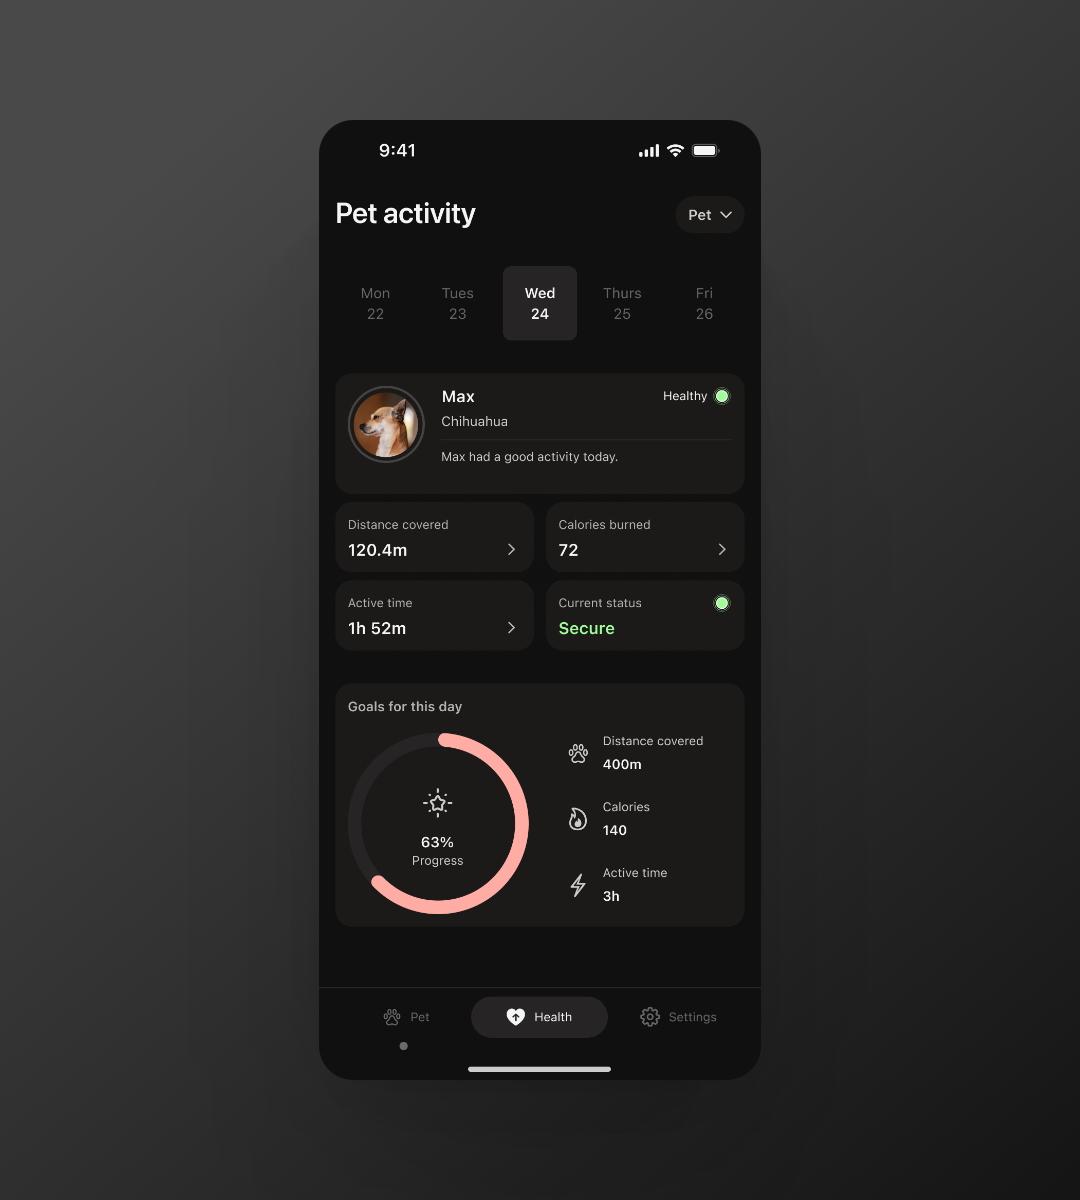 9:41
Pet activity
Pet
Mon Tues Wed Thurs Fri
22 23 24 25 26
Max
Healthy
Chihuahua
Max had a good activity today.
Distance covered
120.4m
Calories burned
72
Active time
1h 52m
Current status
Secure
Goals for this day
63%
Progress
Distance covered
400m
Calories
140
Active time
3h
Pet
Health
Settings